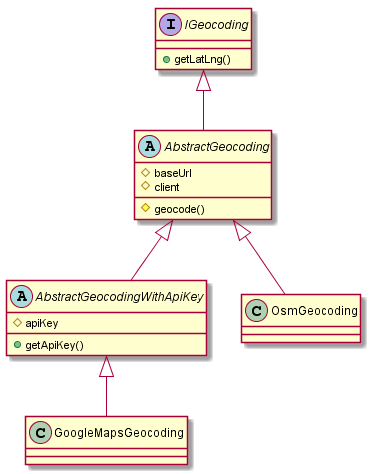 I IGeocoding
getLatLng()
A AbstractGeocoding
baseUrl
client
geocode()
A AbstractGeocodingWithApiKey
apiKey
getApiKey()
C OsmGeocoding
C GoogleMapsGeocoding